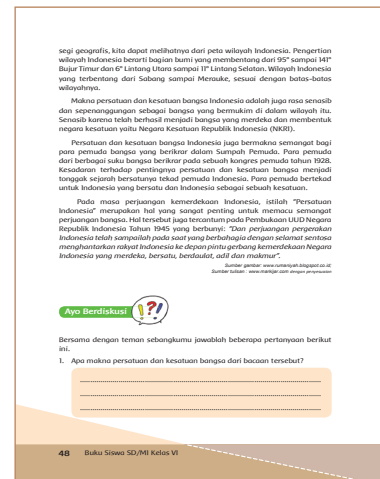 segi geografis, kita dapat melihatnya dari peta wilayah Indonesia. Pengertian
wilayah Indonesia berarti bagian bumi yang membentang dari 95° sampai 141°
Bujur Timur dan 6° Lintang Utara sampai 11° Lintang Selatan. Wilayah Indonesia
yang terbentang dari Sabang sampai Merauke, sesuai dengan batas-batas
wilayahnya.
Makna persatuan dan kesatuan bangsa Indonesia adalah juga rasa senasib
dan sepenanggungan sebagai bangsa yang bermukim di dalam wilayah itu.
Senasib karena telah berhasil menjadi bangsa yang merdeka dan membentuk
negara kesatuan yaitu Negara Kesatuan Republik Indonesia (NKRI).
Persatuan dan kesatuan bangsa Indonesia juga bermakna semangat bagi
para pemuda bangsa yang berikrar dalam Sumpah Pemuda. Para pemuda
dari berbagai suku bangsa berikrar pada sebuah kongres pemuda tahun 1928.
Kesadaran terhadap pentingnya persatuan dan kesatuan bangsa menjadi
tonggak sejarah bersatunya tekad pemuda Indonesia. Para pemuda bertekad
untuk Indonesia yang bersatu dan Indonesia sebagai sebuah kesatuan.
Pada masa perjuangan kemerdekaan Indonesia, istilah “Persatuan
Indonesia” merupakan hal yang sangat penting untuk memacu semangat
perjuangan bangsa. Hal tersebut juga tercantum pada Pembukaan UUD Negara
Republik Indonesia Tahun 1945 yang berbunyi: “Dan perjuangan pergerakan
Indonesia telah sampailah pada saat yang berbahagia dengan selamat sentosa
menghantarkan rakyat Indonesia ke depan pintu gerbang kemerdekaan Negara
Indonesia yang merdeka, bersatu, berdaulat, adil dan makmur”.
Sumber gambar: www.rumaniyah.blogspot.co.id
Sumber tulisan : www.markijar.com dengan penyesuaian
Ayo Berdiskusi
Bersama dengan teman sebangkumu jawablah beberapa pertanyaan berikut
ini.
1. Apa makna persatuan dan kesatuan bangsa dari bacaan tersebut?
48 Buku Siswa SD/MI Kelas VI